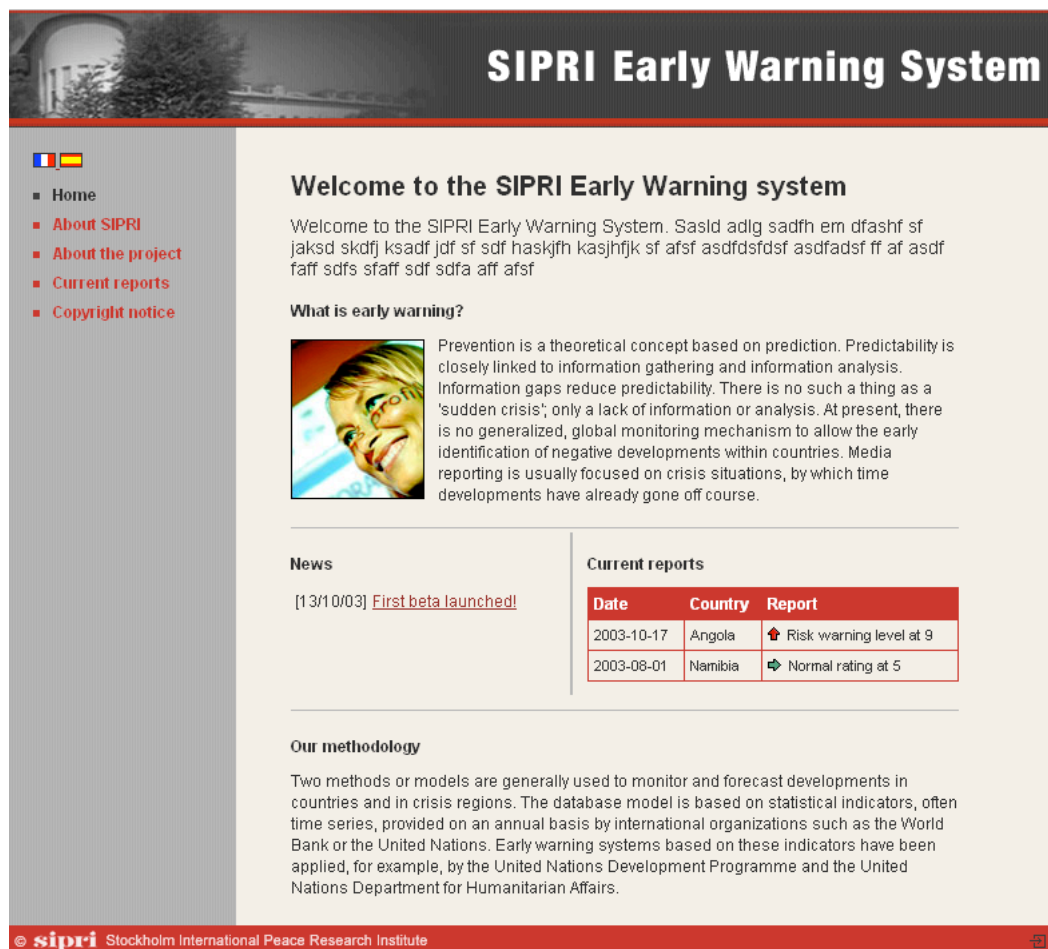 SIPRI Early Warning System
Home
About SIPRI
About the project
Current reports
Copyright notice
Welcome to the SIPRI Early Warning system
Welcome to the SIPRI Early Warning System. Sasld adlg sadfh em dfashf sf
jaksd skdfj ksadf jdf sf sdf haskjfh kasjhfjk sf afsf asdfdsfdsf asdfadsf ff af asdf
faff sdfs sfaff sdf sdfa aff afsf
What is early warning?
Prevention is a theoretical concept based on prediction. Predictability is
closely linked to information gathering and information analysis.
Information gaps reduce predictability. There is no such a thing as a
'sudden crisis'; only a lack of information or analysis. At present, there
is no generalized, global monitoring mechanism to allow the early
identification of negative developments within countries. Media
reporting is usually focused on crisis situations, by which time
developments have already gone off course.
News
[13/10/03] First beta launched!
Current reports
Date Country Report
2003-10-17 Angola Risk warning level at 9
2003-08-01 Namibia Normal rating at 5
Our methodology
Two methods or models are generally used to monitor and forecast developments in
countries and in crisis regions. The database model is based on statistical indicators, often
time series, provided on an annual basis by international organizations such as the World
Bank or the United Nations. Early warning systems based on these indicators have been
applied, for example, by the United Nations Development Programme and the United
Nations Department for Humanitarian Affairs.
© sipri Stockholm International Peace Research Institute